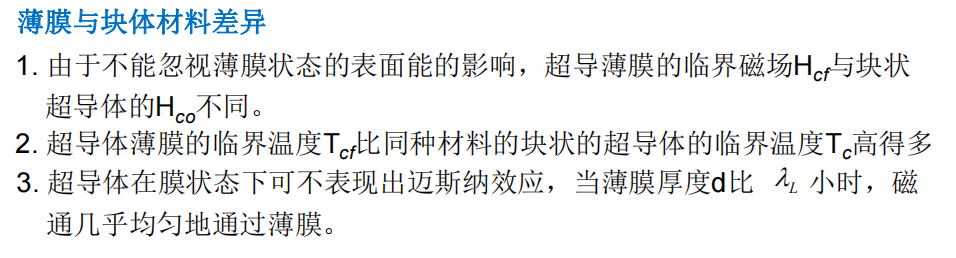 薄膜与块体材料差异
1. 由于不能忽视薄膜状态的表面能的影响，超导薄膜的临界磁场Hcf与块状
超导体的Hco不同。
2. 超导体薄膜的临界温度Tcf比同种材料的块状的超导体的临界温度Tc高得多
3. 超导体在膜状态下可不表现出迈斯纳效应，当薄膜厚度d比 λL 小时，磁
通几乎均匀地通过薄膜。